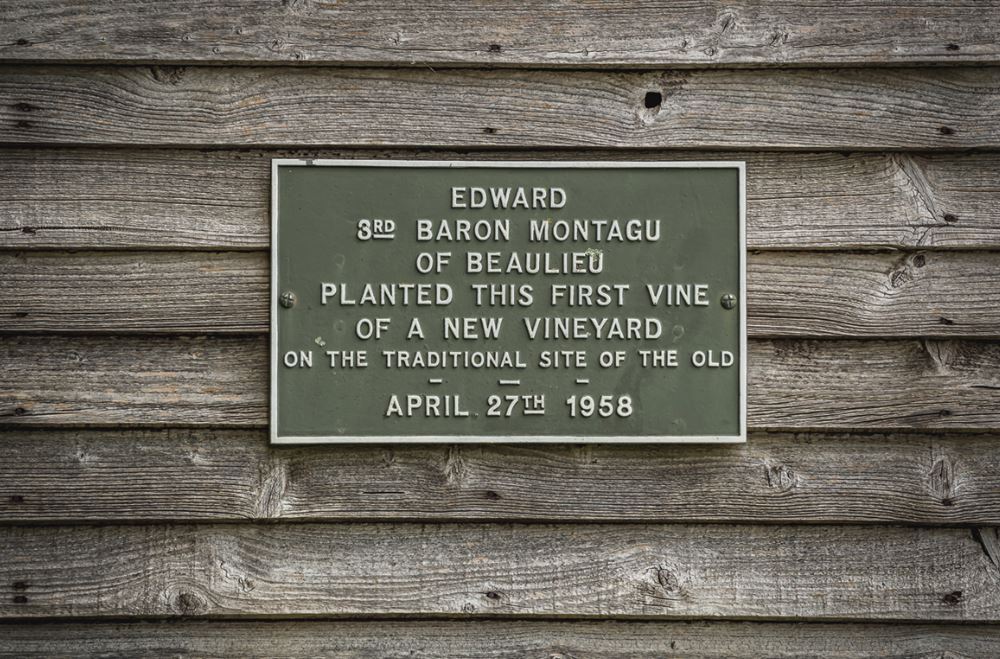 EDWARD
3RD BARON MONTAGU
OF BEAULIEU
PLANTED THIS FIRST VINE
OF A NEW VINEYARD
ON THE TRADITIONAL SITE OF THE OLD
— — —
APRIL 27TH 1958